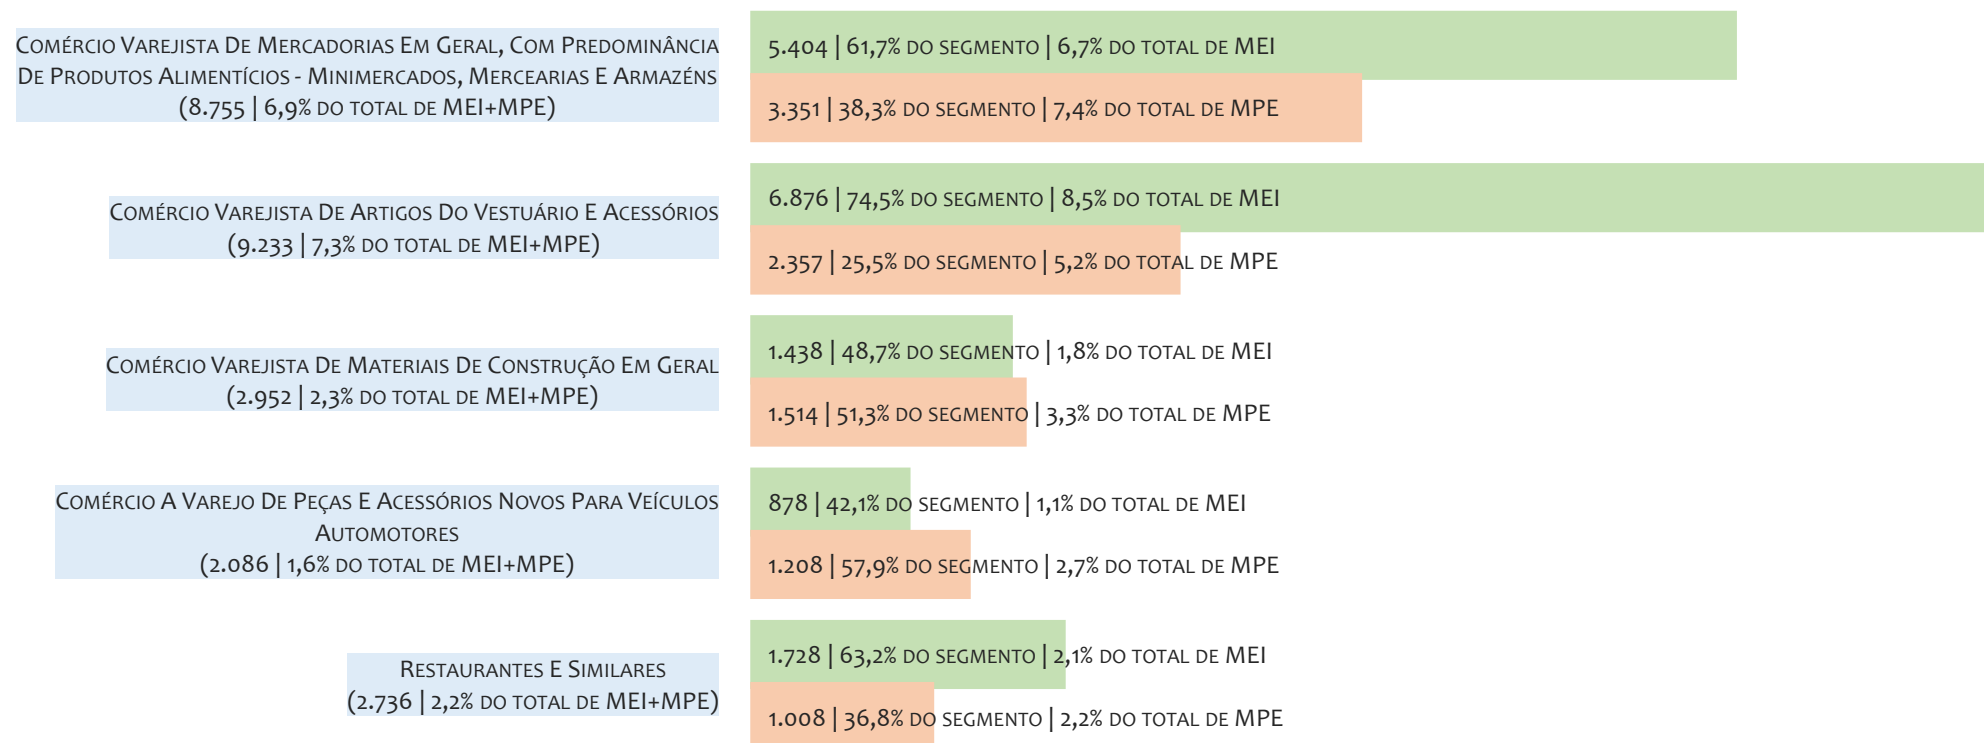 Comércio Varejista De Mercadorias Em Geral, Com Predominância
De Produtos Alimentícios - Minimercados, Mercearias E Armazéns
(8.755 | 6,9% do total de MEI+MPE)
5.404 | 61,7% do segmento | 6,7% do total de MEI
3.351 | 38,3% do segmento | 7,4% do total de MPE
Comércio Varejista De Artigos Do Vestuário E Acessórios
(9.233 | 7,3% do total de MEI+MPE)
6.876 | 74,5% do segmento | 8,5% do total de MEI
2.357 | 25,5% do segmento | 5,2% do total de MPE
Comércio Varejista De Materiais De Construção Em Geral
(2.952 | 2,3% do total de MEI+MPE)
1.438 | 48,7% do segmento | 1,8% do total de MEI
1.514 | 51,3% do segmento | 3,3% do total de MPE
Comércio A Varejo De Peças E Acessórios Novos Para Veículos
Automotores
(2.086 | 1,6% do total de MEI+MPE)
878 | 42,1% do segmento | 1,1% do total de MEI
1.208 | 57,9% do segmento | 2,7% do total de MPE
Restaurantes E Similares
(2.736 | 2,2% do total de MEI+MPE)
1.728 | 63,2% do segmento | 2,1% do total de MEI
1.008 | 36,8% do segmento | 2,2% do total de MPE